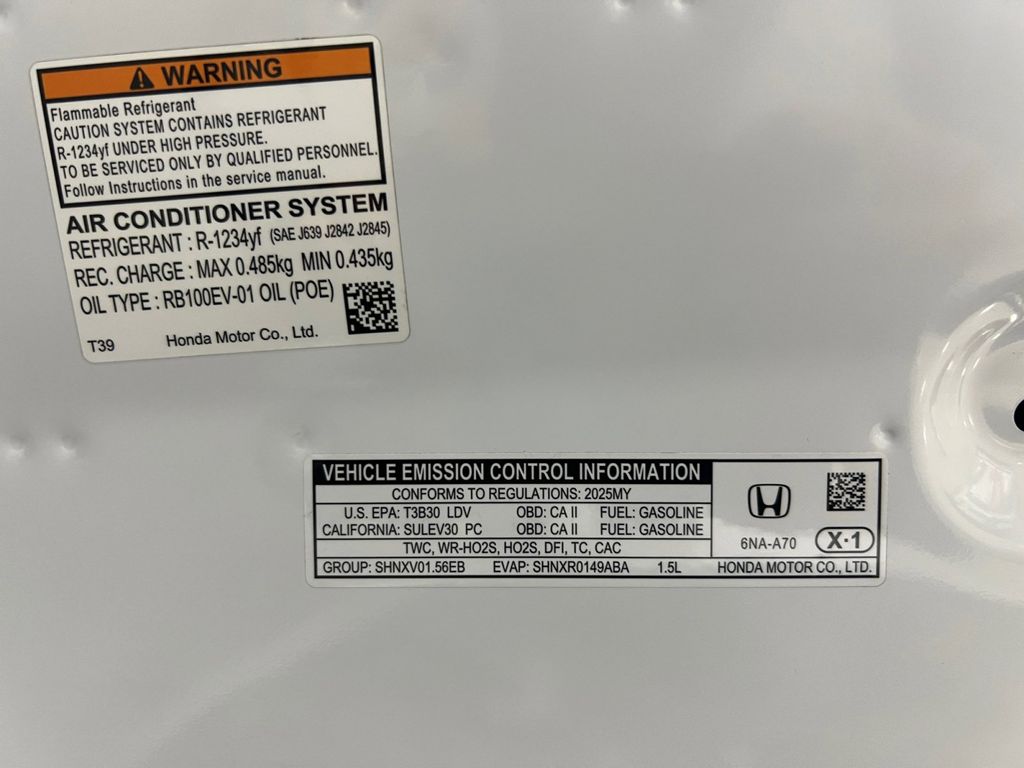 WARNING
Flammable Refrigerant
CAUTION SYSTEM CONTAINS REFRIGERANT
R-1234yf UNDER HIGH PRESSURE.
TO BE SERVICED ONLY BY QUALIFIED PERSONNEL.
Follow Instructions in the service manual.
AIR CONDITIONER SYSTEM
REFRIGERANT : R-1234yf (SAE J639 J2842 J2845)
REC. CHARGE : MAX 0.485kg MIN 0.435kg
OIL TYPE : RB100EV-01 OIL (POE)
T39 Honda Motor Co., Ltd.
VEHICLE EMISSION CONTROL INFORMATION
CONFORMS TO REGULATIONS: 2025MY
U.S. EPA: T3B30 LDV OBD: CA II FUEL: GASOLINE
CALIFORNIA: SULEV30 PC OBD: CA II FUEL: GASOLINE
TWC, WR-HO2S, HO2S, DFI, TC, CAC
GROUP: SHNXV01.56EB EVAP: SHNXR0149ABA 1.5L
6NA-A70 X·1
HONDA MOTOR CO., LTD.